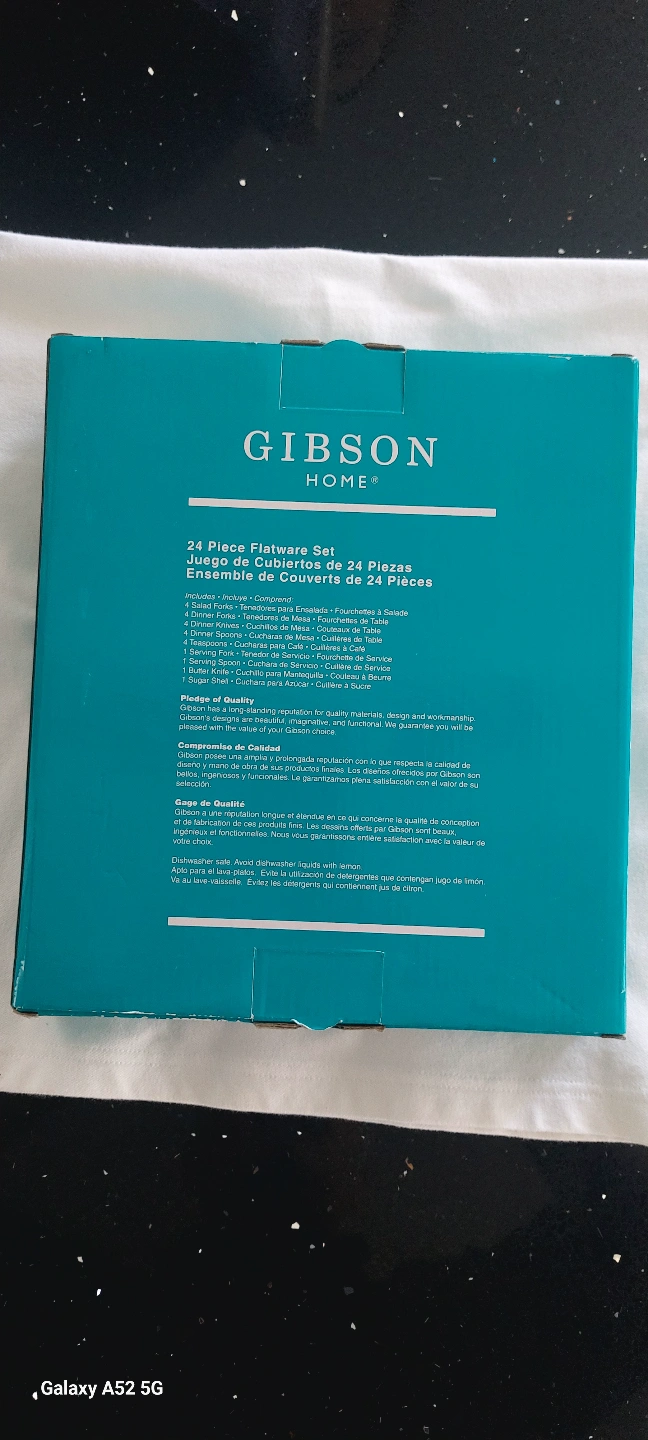 GIBSON
HOME®
24 Piece Flatware Set
Juego de Cubiertos de 24 Piezas
Ensemble de Couverts de 24 Pièces
Includes • Incluye • Comprend:
4 Salad Forks • Tenedores para Ensalada • Fourchettes à Salade
4 Dinner Forks • Tenedores de Mesa • Fourchettes de Table
4 Dinner Knives • Cuchillos de Mesa • Couteaux de Table
4 Dinner Spoons • Cucharas de Mesa • Cuillères de Table
4 Teaspoons • Cucharas para Café • Cuillères à Café
1 Serving Fork • Tenedor de Servicio • Fourchette de Service
1 Serving Spoon • Cuchara de Servicio • Cuillère de Service
1 Butter Knife • Cuchillo para Mantequilla • Couteau à Beurre
1 Sugar Shell • Cuchara para Azúcar • Cuillère à Sucre
Pledge of Quality
Gibson has a long-standing reputation for quality materials, design and workmanship.
Gibson's designs are beautiful, imaginative, and functional. We guarantee you will be
pleased with the value of your Gibson choice.
Compromiso de Calidad
Gibson posee una amplia y prolongada reputación con lo que respecta la calidad de
diseño y mano de obra de sus productos finales. Los diseños ofrecidos por Gibson son
bellos, ingeniosos y funcionales. Le garantizamos plena satisfacción con el valor de su
selección.
Gage de Qualité
Gibson a une réputation longue et étendue en ce qui concerne la qualité de conception
et de fabrication de ces produits finis. Les dessins offerts par Gibson sont beaux,
ingénieux et fonctionnelles. Nous vous garantissons entière satisfaction avec la valeur de
votre choix.
Dishwasher safe. Avoid dishwasher liquids with lemon.
Apto para el lava-platos. Evite la utilización de detergentes que contengan jugo de limón.
Va au lave-vaisselle. Evitez les detergents qui contiennent jus de citron.
Galaxy A52 5G